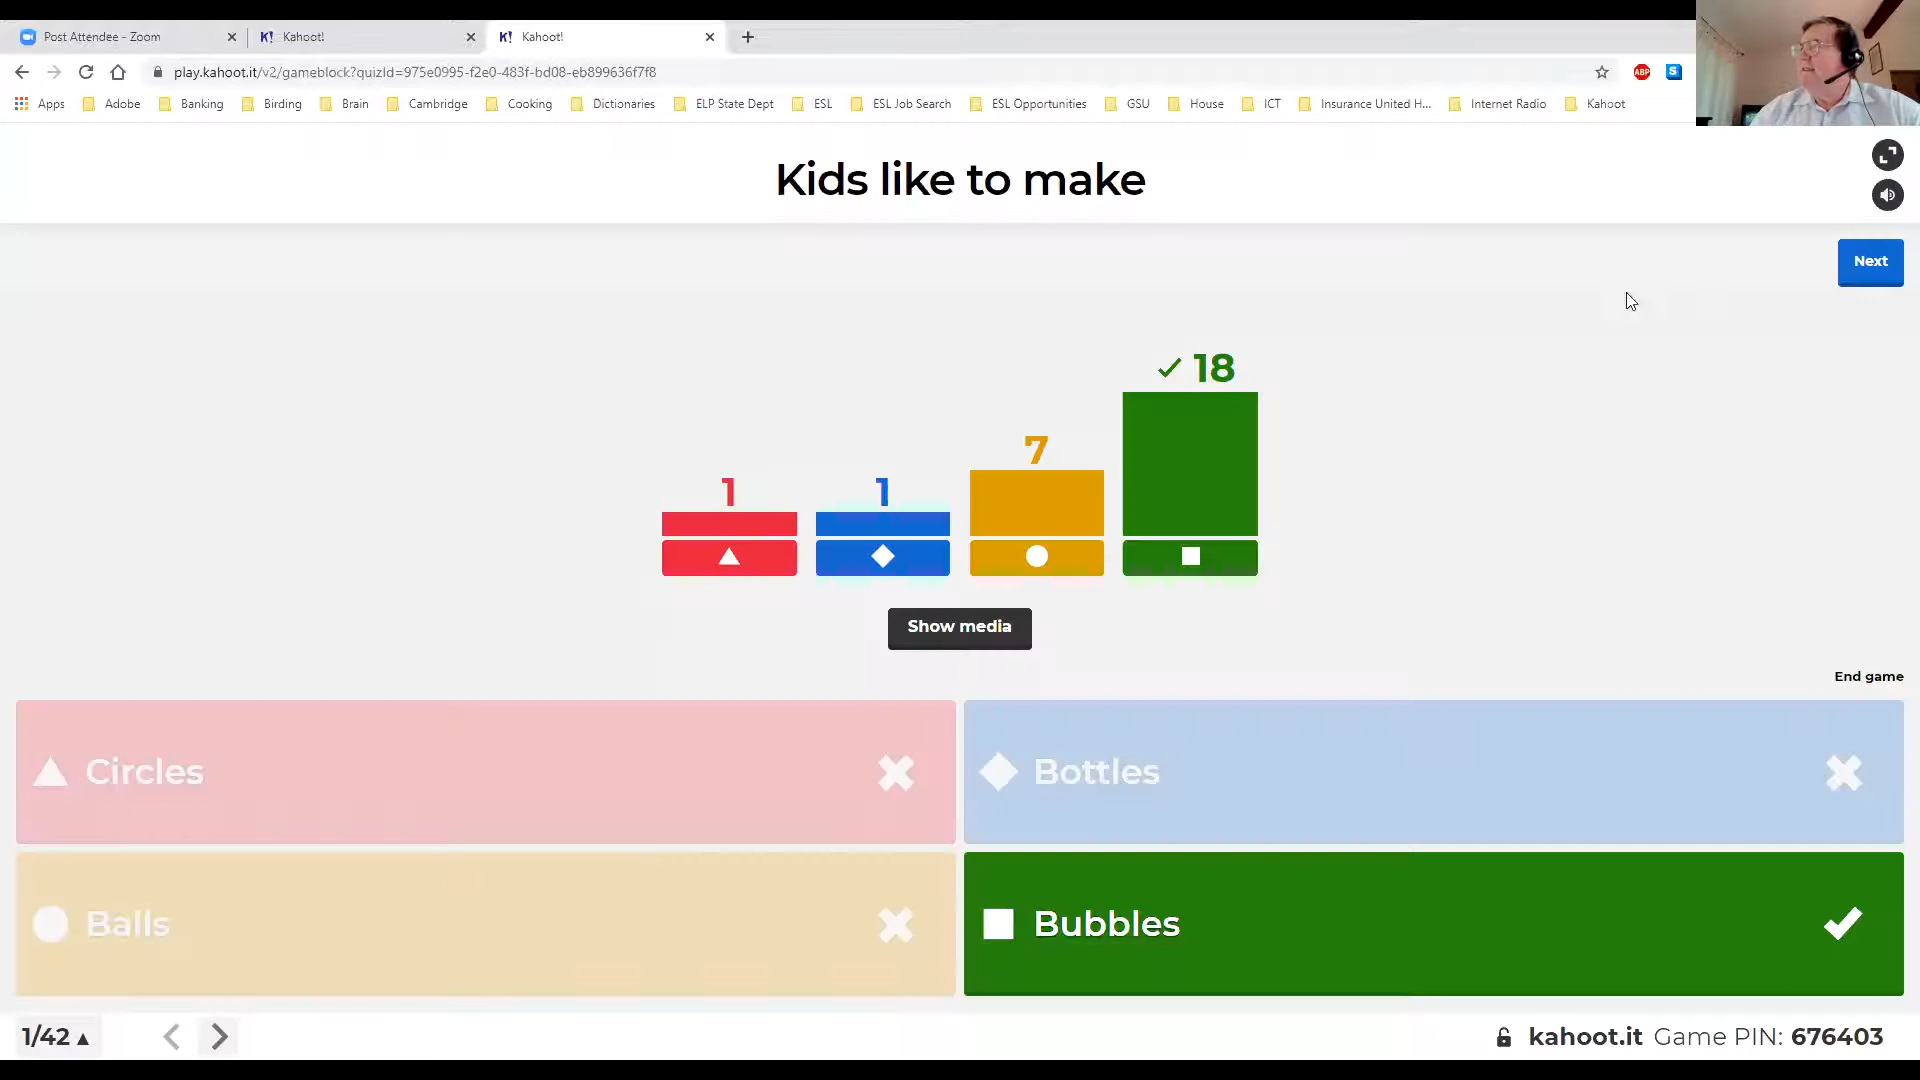 Post Attendee - Zoom
K! Kahoot!
K! Kahoot!
play.kahoot.it/v2/gameblock?quizId=975e0995-f2e0-483f-bd08-eb899636f7f8
ABP
S
Apps Adobe Banking Birding Brain Cambridge Cooking Dictionaries ELP State Dept ESL ESL Job Search ESL Opportunities GSU House ICT Insurance United H... Internet Radio Kahoot
Kids like to make
Next
1 1 7 18
Show media
End game
Circles
Bottles
Balls
Bubbles
1/42
kahoot.it Game PIN: 676403